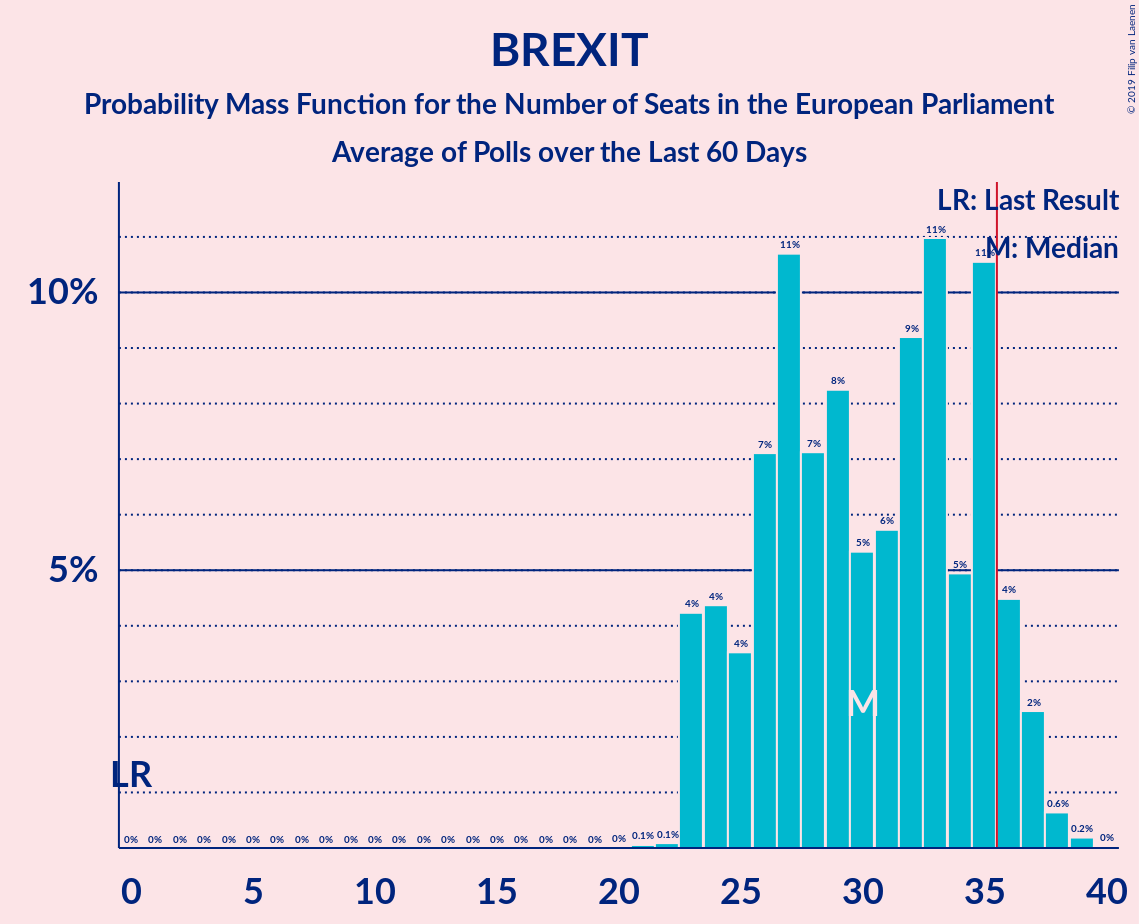 BREXIT
Probability Mass Function for the Number of Seats in the European Parliament
Average of Polls over the Last 60 Days
© 2019 Filip van Laenen
LR: Last Result
M: Median
10%
5%
11%
11%
11%
9%
8%
7%
7%
6%
5%
5%
4%
4%
4%
4%
2%
0.6%
0.2%
0%
M
LR
0% 0% 0% 0% 0% 0% 0% 0% 0% 0% 0% 0% 0% 0% 0% 0% 0% 0% 0% 0% 0% 0.1% 0.1%
0 5 10 15 20 25 30 35 40